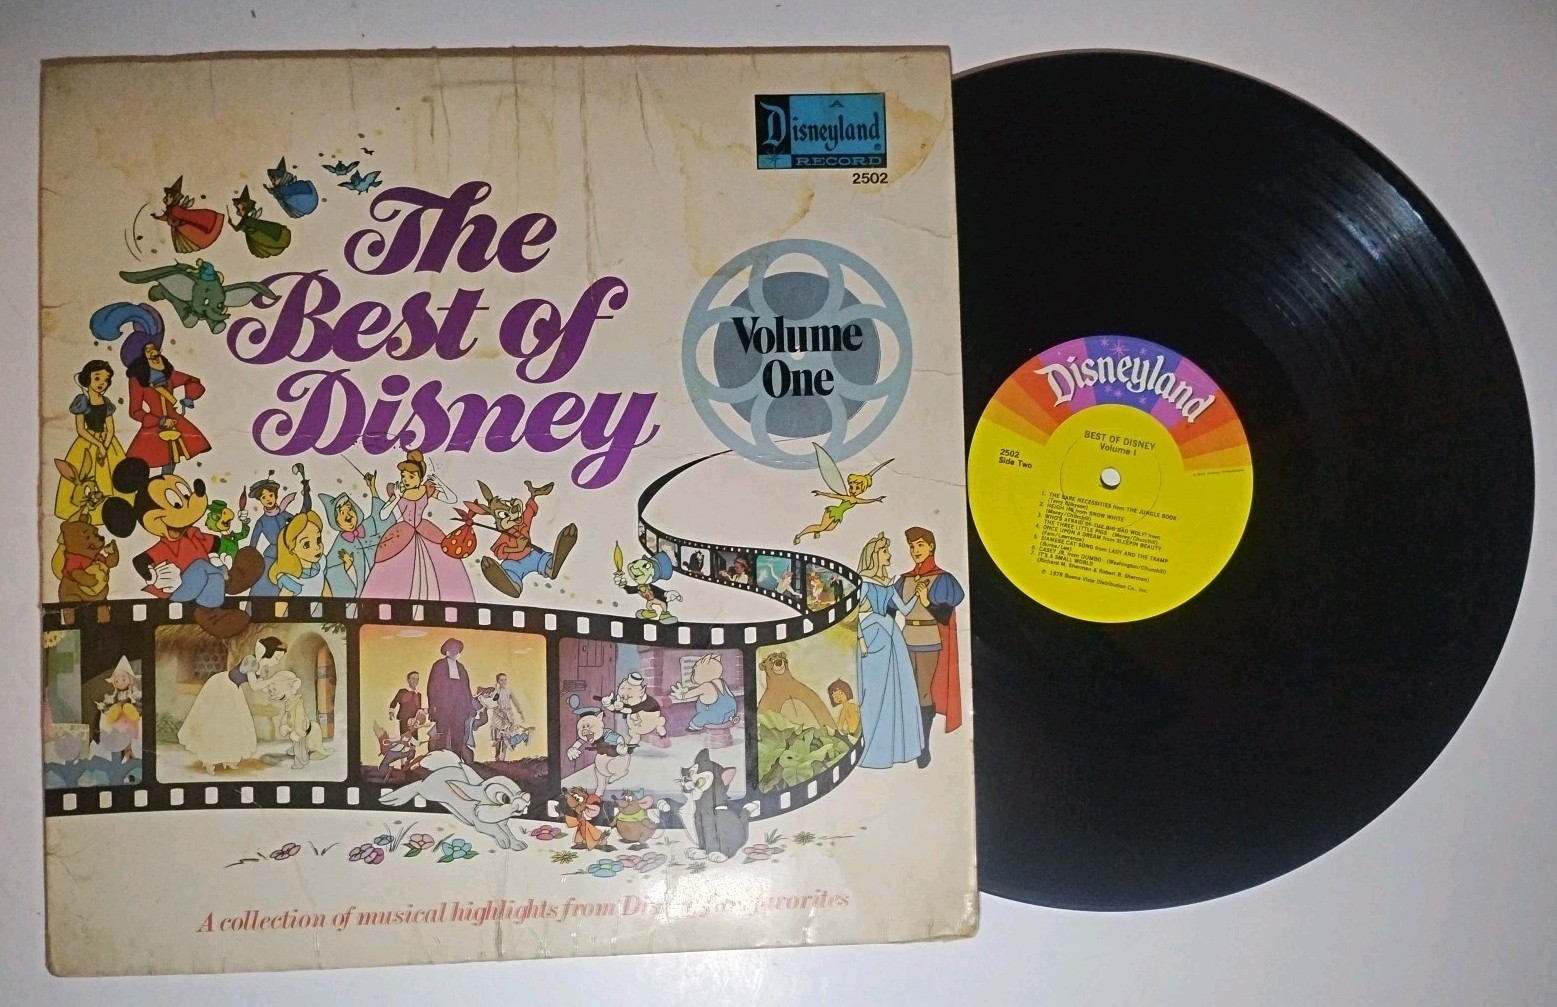 A
Disneyland
RECORD
2502
The
Best of
Disney
Volume
One
A collection of musical highlights from Disney favorites
Disneyland
BEST OF DISNEY
Volume I
2502
Side Two
1. THE BARE NECESSITIES from THE JUNGLE BOOK
(Terry Gilkyson)
2. HEIGH HO from SNOW WHITE
(Morey/Churchill)
3. WHO'S AFRAID OF THE BIG BAD WOLF? from
THE THREE LITTLE PIGS (Morey/Churchill)
4. ONCE UPON A DREAM from SLEEPING BEAUTY
(Fain/Lawrence)
5. SIAMESE CAT SONG from LADY AND THE TRAMP
(Burke/Lee)
6. CASEY JR. from DUMBO (Washington/Churchill)
7. IT'S A SMALL WORLD
(Richard M. Sherman & Robert B. Sherman)
℗ 1978 Buena Vista Distribution Co., Inc.